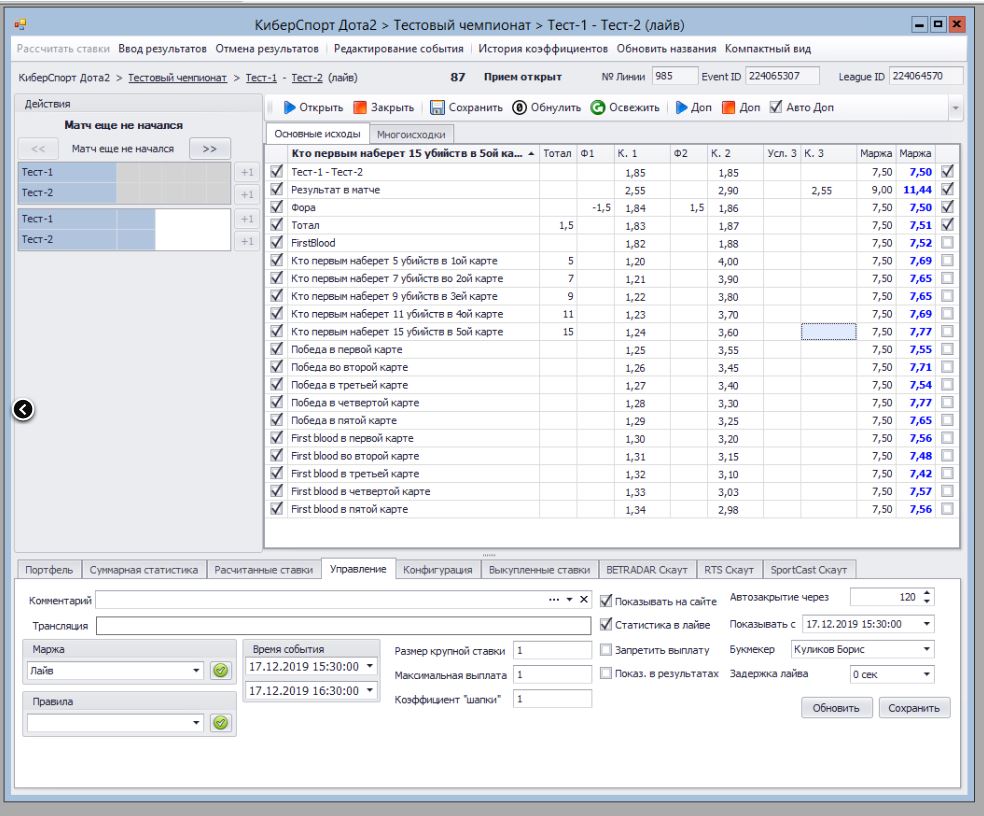 КиберСпорт Дота2 > Тестовый чемпионат > Тест-1 - Тест-2 (лайв)
Рассчитать ставки Ввод результатов Отмена результатов Редактирование события История коэффициентов Обновить названия Компактный вид
КиберСпорт Дота2 > Тестовый чемпионат > Тест-1 - Тест-2 (лайв) 87 Прием открыт № Линии 985 Event ID 224065307 League ID 224064570
Действия
Матч еще не начался
<< Матч еще не начался >>
Тест-1 +1
Тест-2 +1
Тест-1 +1
Тест-2 +1
Открыть Закрыть Сохранить Обнулить Освежить Доп Доп Авто Доп
Основные исходы Многоисходки
Кто первым наберет 15 убийств в 5ой ка... Тотал Ф1 К. 1 Ф2 К. 2 Усл. 3 К. 3 Маржа Маржа
Тест-1 - Тест-2 1,85 1,85 7,50 7,50
Результат в матче 2,55 2,90 2,55 9,00 11,44
Фора -1,5 1,84 1,5 1,86 7,50 7,50
Тотал 1,5 1,83 1,87 7,50 7,51
FirstBlood 1,82 1,88 7,50 7,52
Кто первым наберет 5 убийств в 1ой карте 5 1,20 4,00 7,50 7,69
Кто первым наберет 7 убийств во 2ой карте 7 1,21 3,90 7,50 7,65
Кто первым наберет 9 убийств в 3ей карте 9 1,22 3,80 7,50 7,65
Кто первым наберет 11 убийств в 4ой карте 11 1,23 3,70 7,50 7,69
Кто первым наберет 15 убийств в 5ой карте 15 1,24 3,60 7,50 7,77
Победа в первой карте 1,25 3,55 7,50 7,55
Победа во второй карте 1,26 3,45 7,50 7,71
Победа в третьей карте 1,27 3,40 7,50 7,54
Победа в четвертой карте 1,28 3,30 7,50 7,77
Победа в пятой карте 1,29 3,25 7,50 7,65
First blood в первой карте 1,30 3,20 7,50 7,56
First blood во второй карте 1,31 3,15 7,50 7,48
First blood в третьей карте 1,32 3,10 7,50 7,42
First blood в четвертой карте 1,33 3,03 7,50 7,57
First blood в пятой карте 1,34 2,98 7,50 7,56
Портфель Суммарная статистика Расчитанные ставки Управление Конфигурация Выкупленные ставки BETRADAR Скаут RTS Скаут SportCast Скаут
Комментарий Показывать на сайте Автозакрытие через 120
Трансляция Статистика в лайве Показывать с 17.12.2019 15:30:00
Маржа Время события Размер крупной ставки 1 Запретить выплату Букмекер Куликов Борис
Лайв 17.12.2019 15:30:00 Максимальная выплата 1 Показ. в результатах Задержка лайва 0 сек
17.12.2019 16:30:00 Коэффициент "шапки" 1
Правила Обновить Сохранить